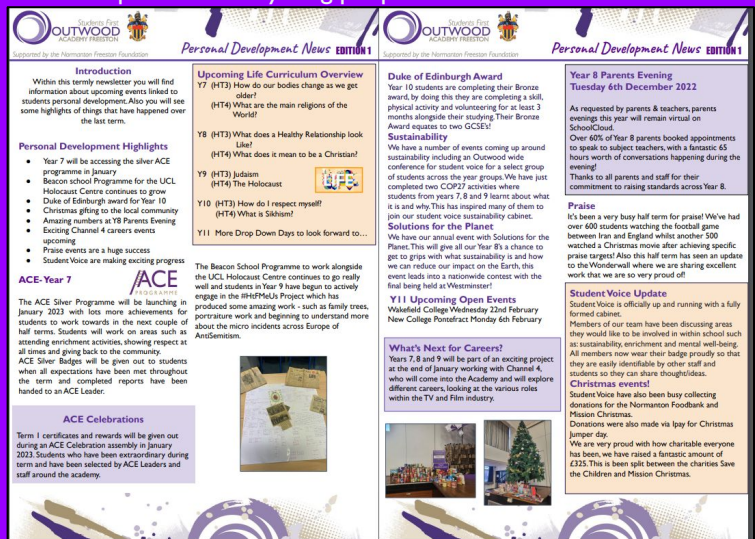 Students First
OUTWOOD
ACADEMY FREESTON
Supported by the Normanton Freeston Foundation
Personal Development News EDITION 1
Introduction
Within this termly newsletter you will find
information about upcoming events linked to
students personal development. Also you will see
some highlights of things that have happened over
the last term.
Personal Development Highlights
• Year 7 will be accessing the silver ACE
programme in January
• Beacon school Programme for the UCL
Holocaust Centre continues to grow
• Duke of Edinburgh award for Year 10
• Christmas gifting to the local community
• Amazing numbers at Y8 Parents Evening
• Exciting Channel 4 careers events
upcoming
• Praise events are a huge success
• Student Voice are making exciting progress
ACE- Year 7
ACE
PROGRAMME
The ACE Silver Programme will be launching in
January 2023 with lots more achievements for
students to work towards in the next couple of
half terms. Students will work on areas such as
attending enrichment activities, showing respect at
all times and giving back to the community.
ACE Silver Badges will be given out to students
when all expectations have been met throughout
the term and completed reports have been
handed to an ACE Leader.
ACE Celebrations
Term 1 certificates and rewards will be given out
during an ACE Celebration assembly in January
2023. Students who have been extraordinary during
term and have been selected by ACE Leaders and
staff around the academy.
Upcoming Life Curriculum Overview
Y7 (HT3) How do our bodies change as we get
older?
(HT4) What are the main religions of the
World?
Y8 (HT3) What does a Healthy Relationship look
Like?
(HT4) What does it mean to be a Christian?
Y9 (HT3) Judaism
(HT4) The Holocaust
LIFE
Y10 (HT3) How do I respect myself?
(HT4) What is Sikhism?
Y11 More Drop Down Days to look forward to...
The Beacon School Programme to work alongside
the UCL Holocaust Centre continues to go really
well and students in Year 9 have begun to actively
engage in the #HtFMeUs Project which has
produced some amazing work - such as family trees,
portraiture work and beginning to understand more
about the micro incidents across Europe of
AntiSemitism.
Students First
OUTWOOD
ACADEMY FREESTON
Supported by the Normanton Freeston Foundation
Personal Development News EDITION 1
Duke of Edinburgh Award
Year 10 students are completing their Bronze
award, by doing this they are completing a skill,
physical activity and volunteering for at least 3
months alongside their studying. Their Bronze
Award equates to two GCSE's!
Sustainability
We have a number of events coming up around
sustainability including an Outwood wide
conference for student voice for a select group
of students across the year groups. We have just
completed two COP27 activities where
students from years 7, 8 and 9 learnt about what
it is and why. This has inspired many of them to
join our student voice sustainability cabinet.
Solutions for the Planet
We have our annual event with Solutions for the
Planet. This will give all our Year 8's a chance to
get to grips with what sustainability is and how
we can reduce our impact on the Earth, this
event leads into a nationwide contest with the
final being held at Westminster!
Y11 Upcoming Open Events
Wakefield College Wednesday 22nd February
New College Pontefract Monday 6th February
What's Next for Careers?
Years 7, 8 and 9 will be part of an exciting project
at the end of January working with Channel 4,
who will come into the Academy and will explore
different careers, looking at the various roles
within the TV and Film industry.
Year 8 Parents Evening
Tuesday 6th December 2022
As requested by parents & teachers, parents
evenings this year will remain virtual on
SchoolCloud.
Over 60% of Year 8 parents booked appointments
to speak to subject teachers, with a fantastic 65
hours worth of conversations happening during the
evening!
Thanks to all parents and staff for their
commitment to raising standards across Year 8.
Praise
It's been a very busy half term for praise! We've had
over 600 students watching the football game
between Iran and England whilst another 500
watched a Christmas movie after achieving specific
praise targets! Also this half term has seen an update
to the Wonderwall where we are sharing excellent
work that we are so very proud of!
Student Voice Update
Student Voice is officially up and running with a fully
formed cabinet.
Members of our team have been discussing areas
they would like to be involved in within school such
as: sustainability, enrichment and mental well-being.
All members now wear their badge proudly so that
they are easily identifiable by other staff and
students so they can share thought/ideas.
Christmas events!
Student Voice have also been busy collecting
donations for the Normanton Foodbank and
Mission Christmas.
Donations were also made via Ipay for Christmas
Jumper day.
We are very proud with how charitable everyone
has been, we have raised a fantastic amount of
£325. This is been split between the charities Save
the Children and Mission Christmas.